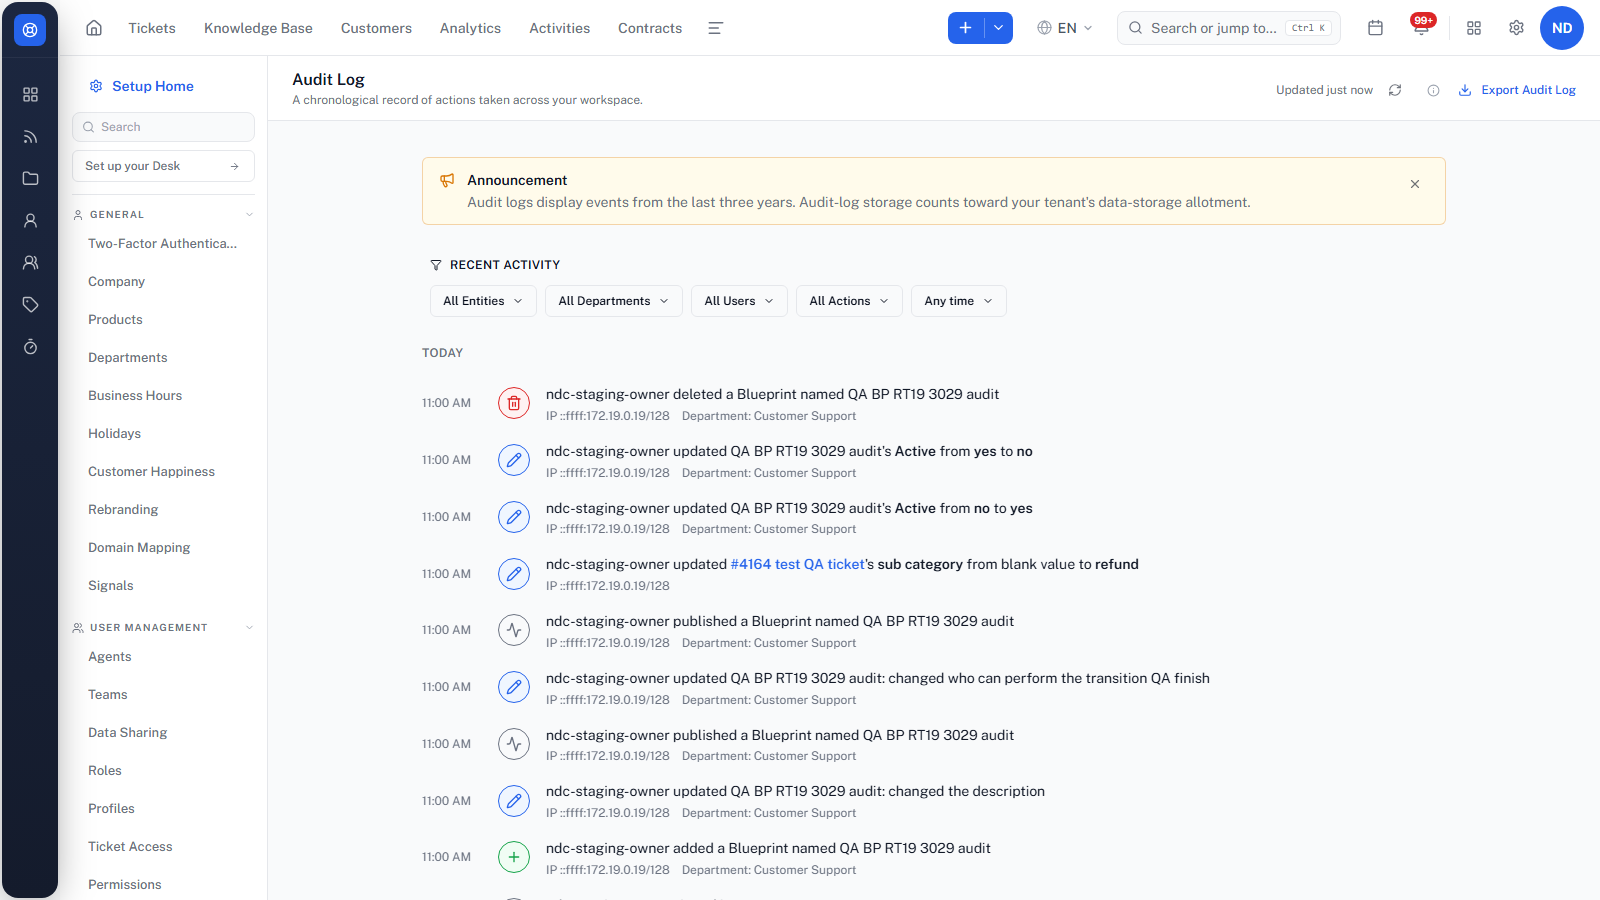 Tickets
Knowledge Base
Customers
Analytics
Activities
Contracts
EN
Search or jump to...
Ctrl K
99+
ND
Setup Home
Search
Set up your Desk
GENERAL
Two-Factor Authentica...
Company
Products
Departments
Business Hours
Holidays
Customer Happiness
Rebranding
Domain Mapping
Signals
USER MANAGEMENT
Agents
Teams
Data Sharing
Roles
Profiles
Ticket Access
Permissions
Audit Log
A chronological record of actions taken across your workspace.
Updated just now
Export Audit Log
Announcement
Audit logs display events from the last three years. Audit-log storage counts toward your tenant's data-storage allotment.
RECENT ACTIVITY
All Entities
All Departments
All Users
All Actions
Any time
TODAY
11:00 AM
ndc-staging-owner deleted a Blueprint named QA BP RT19 3029 audit
IP ::ffff:172.19.0.19/128 Department: Customer Support
11:00 AM
ndc-staging-owner updated QA BP RT19 3029 audit's Active from yes to no
IP ::ffff:172.19.0.19/128 Department: Customer Support
11:00 AM
ndc-staging-owner updated QA BP RT19 3029 audit's Active from no to yes
IP ::ffff:172.19.0.19/128 Department: Customer Support
11:00 AM
ndc-staging-owner updated #4164 test QA ticket's sub category from blank value to refund
IP ::ffff:172.19.0.19/128
11:00 AM
ndc-staging-owner published a Blueprint named QA BP RT19 3029 audit
IP ::ffff:172.19.0.19/128 Department: Customer Support
11:00 AM
ndc-staging-owner updated QA BP RT19 3029 audit: changed who can perform the transition QA finish
IP ::ffff:172.19.0.19/128 Department: Customer Support
11:00 AM
ndc-staging-owner published a Blueprint named QA BP RT19 3029 audit
IP ::ffff:172.19.0.19/128 Department: Customer Support
11:00 AM
ndc-staging-owner updated QA BP RT19 3029 audit: changed the description
IP ::ffff:172.19.0.19/128 Department: Customer Support
11:00 AM
ndc-staging-owner added a Blueprint named QA BP RT19 3029 audit
IP ::ffff:172.19.0.19/128 Department: Customer Support